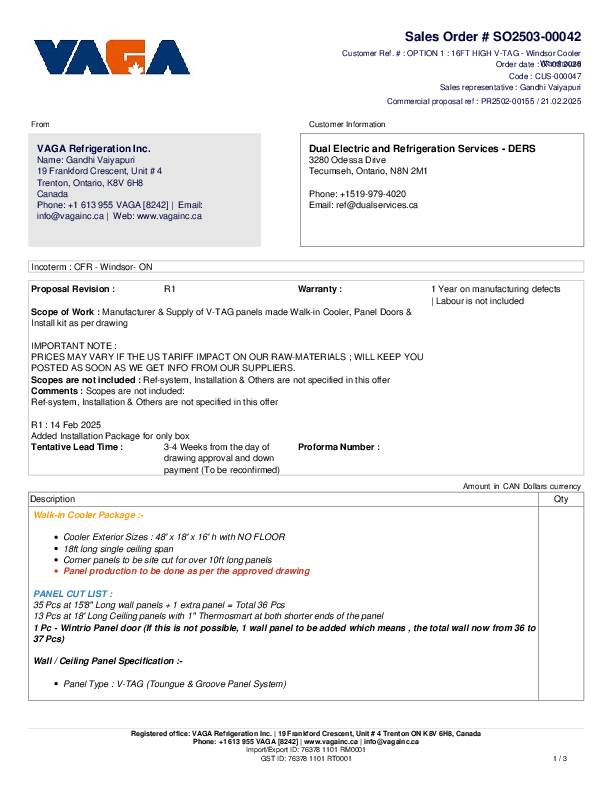 VAGA
Sales Order # SO2503-00042
Customer Ref. # : OPTION 1 : 16FT HIGH V-TAG - Windsor Cooler
Order date :
Code : CUS-000047
Sales representative : Gandhi Vaiyapuri
Commercial proposal ref : PR2502-00155 / 21.02.2025
From
Customer Information
VAGA Refrigeration Inc.
Name: Gandhi Vaiyapuri
19 Frankford Crescent, Unit # 4
Trenton, Ontario, K8V 6H8
Canada
Phone: +1 613 955 VAGA [8242] | Email:
info@vagainc.ca | Web: www.vagainc.ca
Dual Electric and Refrigeration Services - DERS
3280 Odessa Drive
Tecumseh, Ontario, N8N 2M1
Phone: +1519-979-4020
Email: ref@dualservices.ca
Incoterm : CFR - Windsor- ON
Proposal Revision : R1 Warranty : 1 Year on manufacturing defects
| Labour is not included
Scope of Work : Manufacturer & Supply of V-TAG panels made Walk-in Cooler, Panel Doors &
Install kit as per drawing
IMPORTANT NOTE :
PRICES MAY VARY IF THE US TARIFF IMPACT ON OUR RAW-MATERIALS ; WILL KEEP YOU
POSTED AS SOON AS WE GET INFO FROM OUR SUPPLIERS.
Scopes are not included : Ref-system, Installation & Others are not specified in this offer
Comments : Scopes are not included:
Ref-system, Installation & Others are not specified in this offer
R1 : 14 Feb 2025
Added Installation Package for only box
Tentative Lead Time : 3-4 Weeks from the day of Proforma Number :
drawing approval and down
payment (To be reconfirmed)
Amount in CAN Dollars currency
Description Qty
Walk-in Cooler Package :-
• Cooler Exterior Sizes : 48' x 18' x 16' h with NO FLOOR
• 18ft long single ceiling span
• Corner panels to be site cut for over 10ft long panels
• Panel production to be done as per the approved drawing
PANEL CUT LIST :
35 Pcs at 15'8" Long wall panels + 1 extra panel = Total 36 Pcs
13 Pcs at 18' Long Ceiling panels with 1" Thermosmart at both shorter ends of the panel
1 Pc - Wintrio Panel door (If this is not possible, 1 wall panel to be added which means , the total wall now from 36 to
37 Pcs)
Wall / Ceiling Panel Specification :-
• Panel Type : V-TAG (Toungue & Groove Panel System)
Registered office: VAGA Refrigeration Inc. | 19 Frankford Crescent, Unit # 4 Trenton ON K8V 6H8, Canada
Phone: +1 613 955 VAGA [8242] | www.vagainc.ca | info@vagainc.ca
Import/Export ID: 76378 1101 RM0001
GST ID: 76378 1101 RT0001
1 / 3